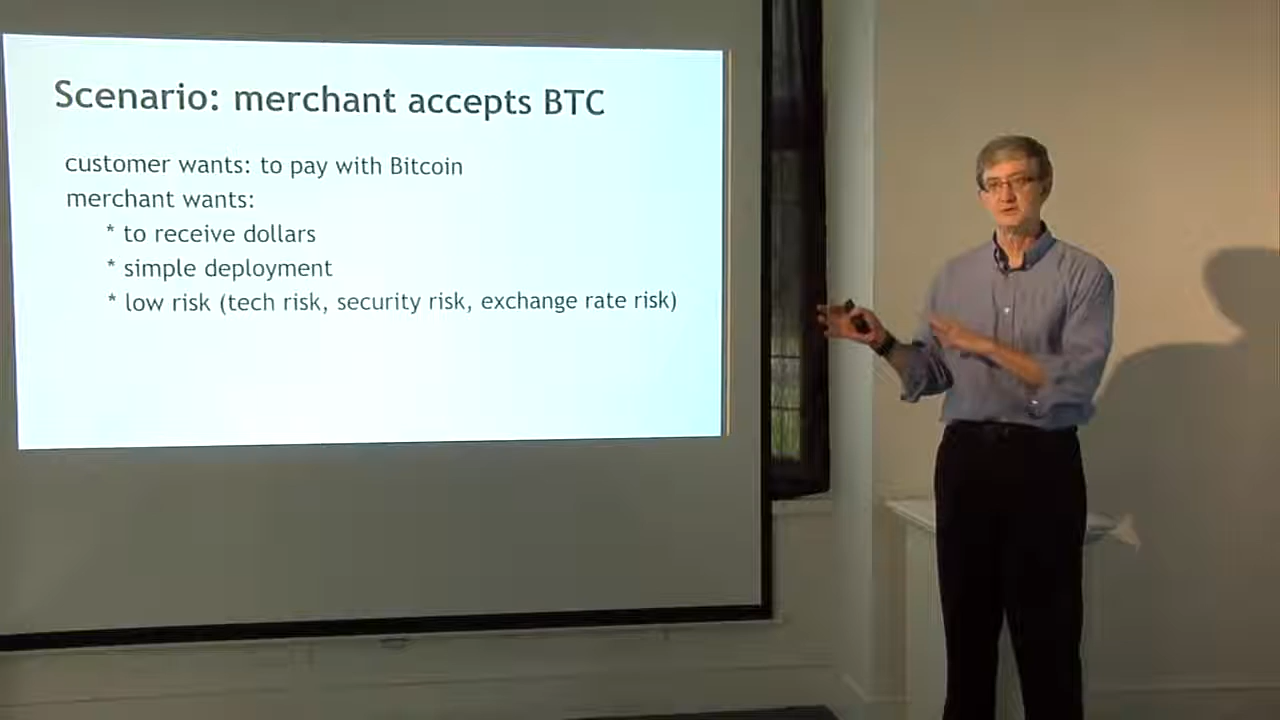 Scenario: merchant accepts BTC
customer wants: to pay with Bitcoin
merchant wants:
* to receive dollars
* simple deployment
* low risk (tech risk, security risk, exchange rate risk)